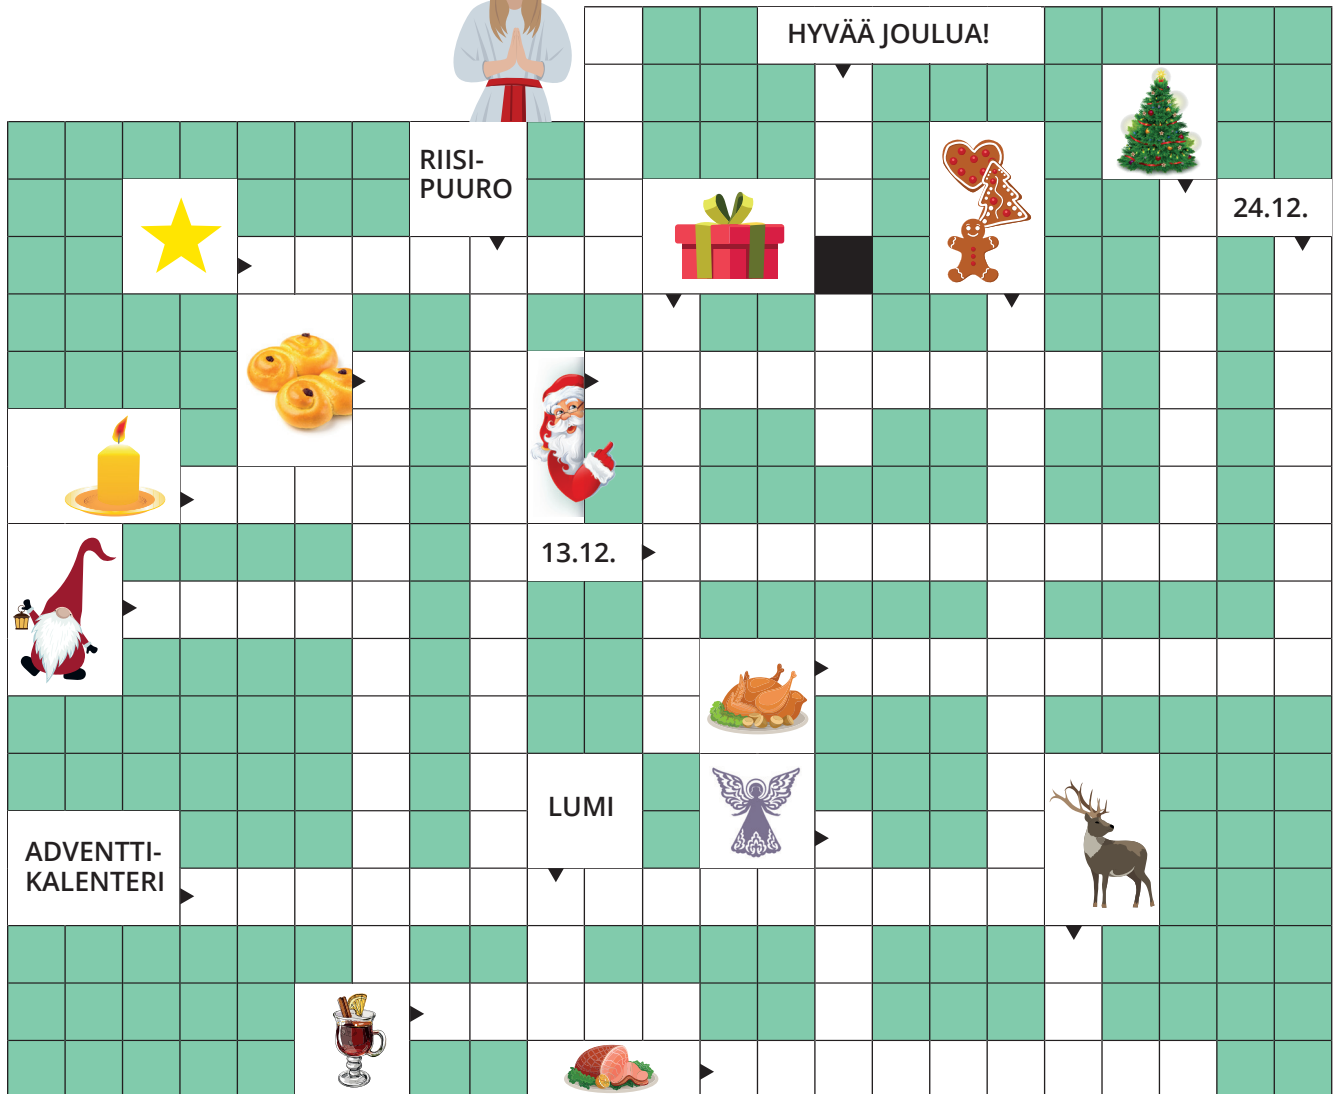 HYVÄÄ JOULUA!
RIISI-
PUURO
24.12.
13.12.
LUMI
ADVENTTI-
KALENTERI